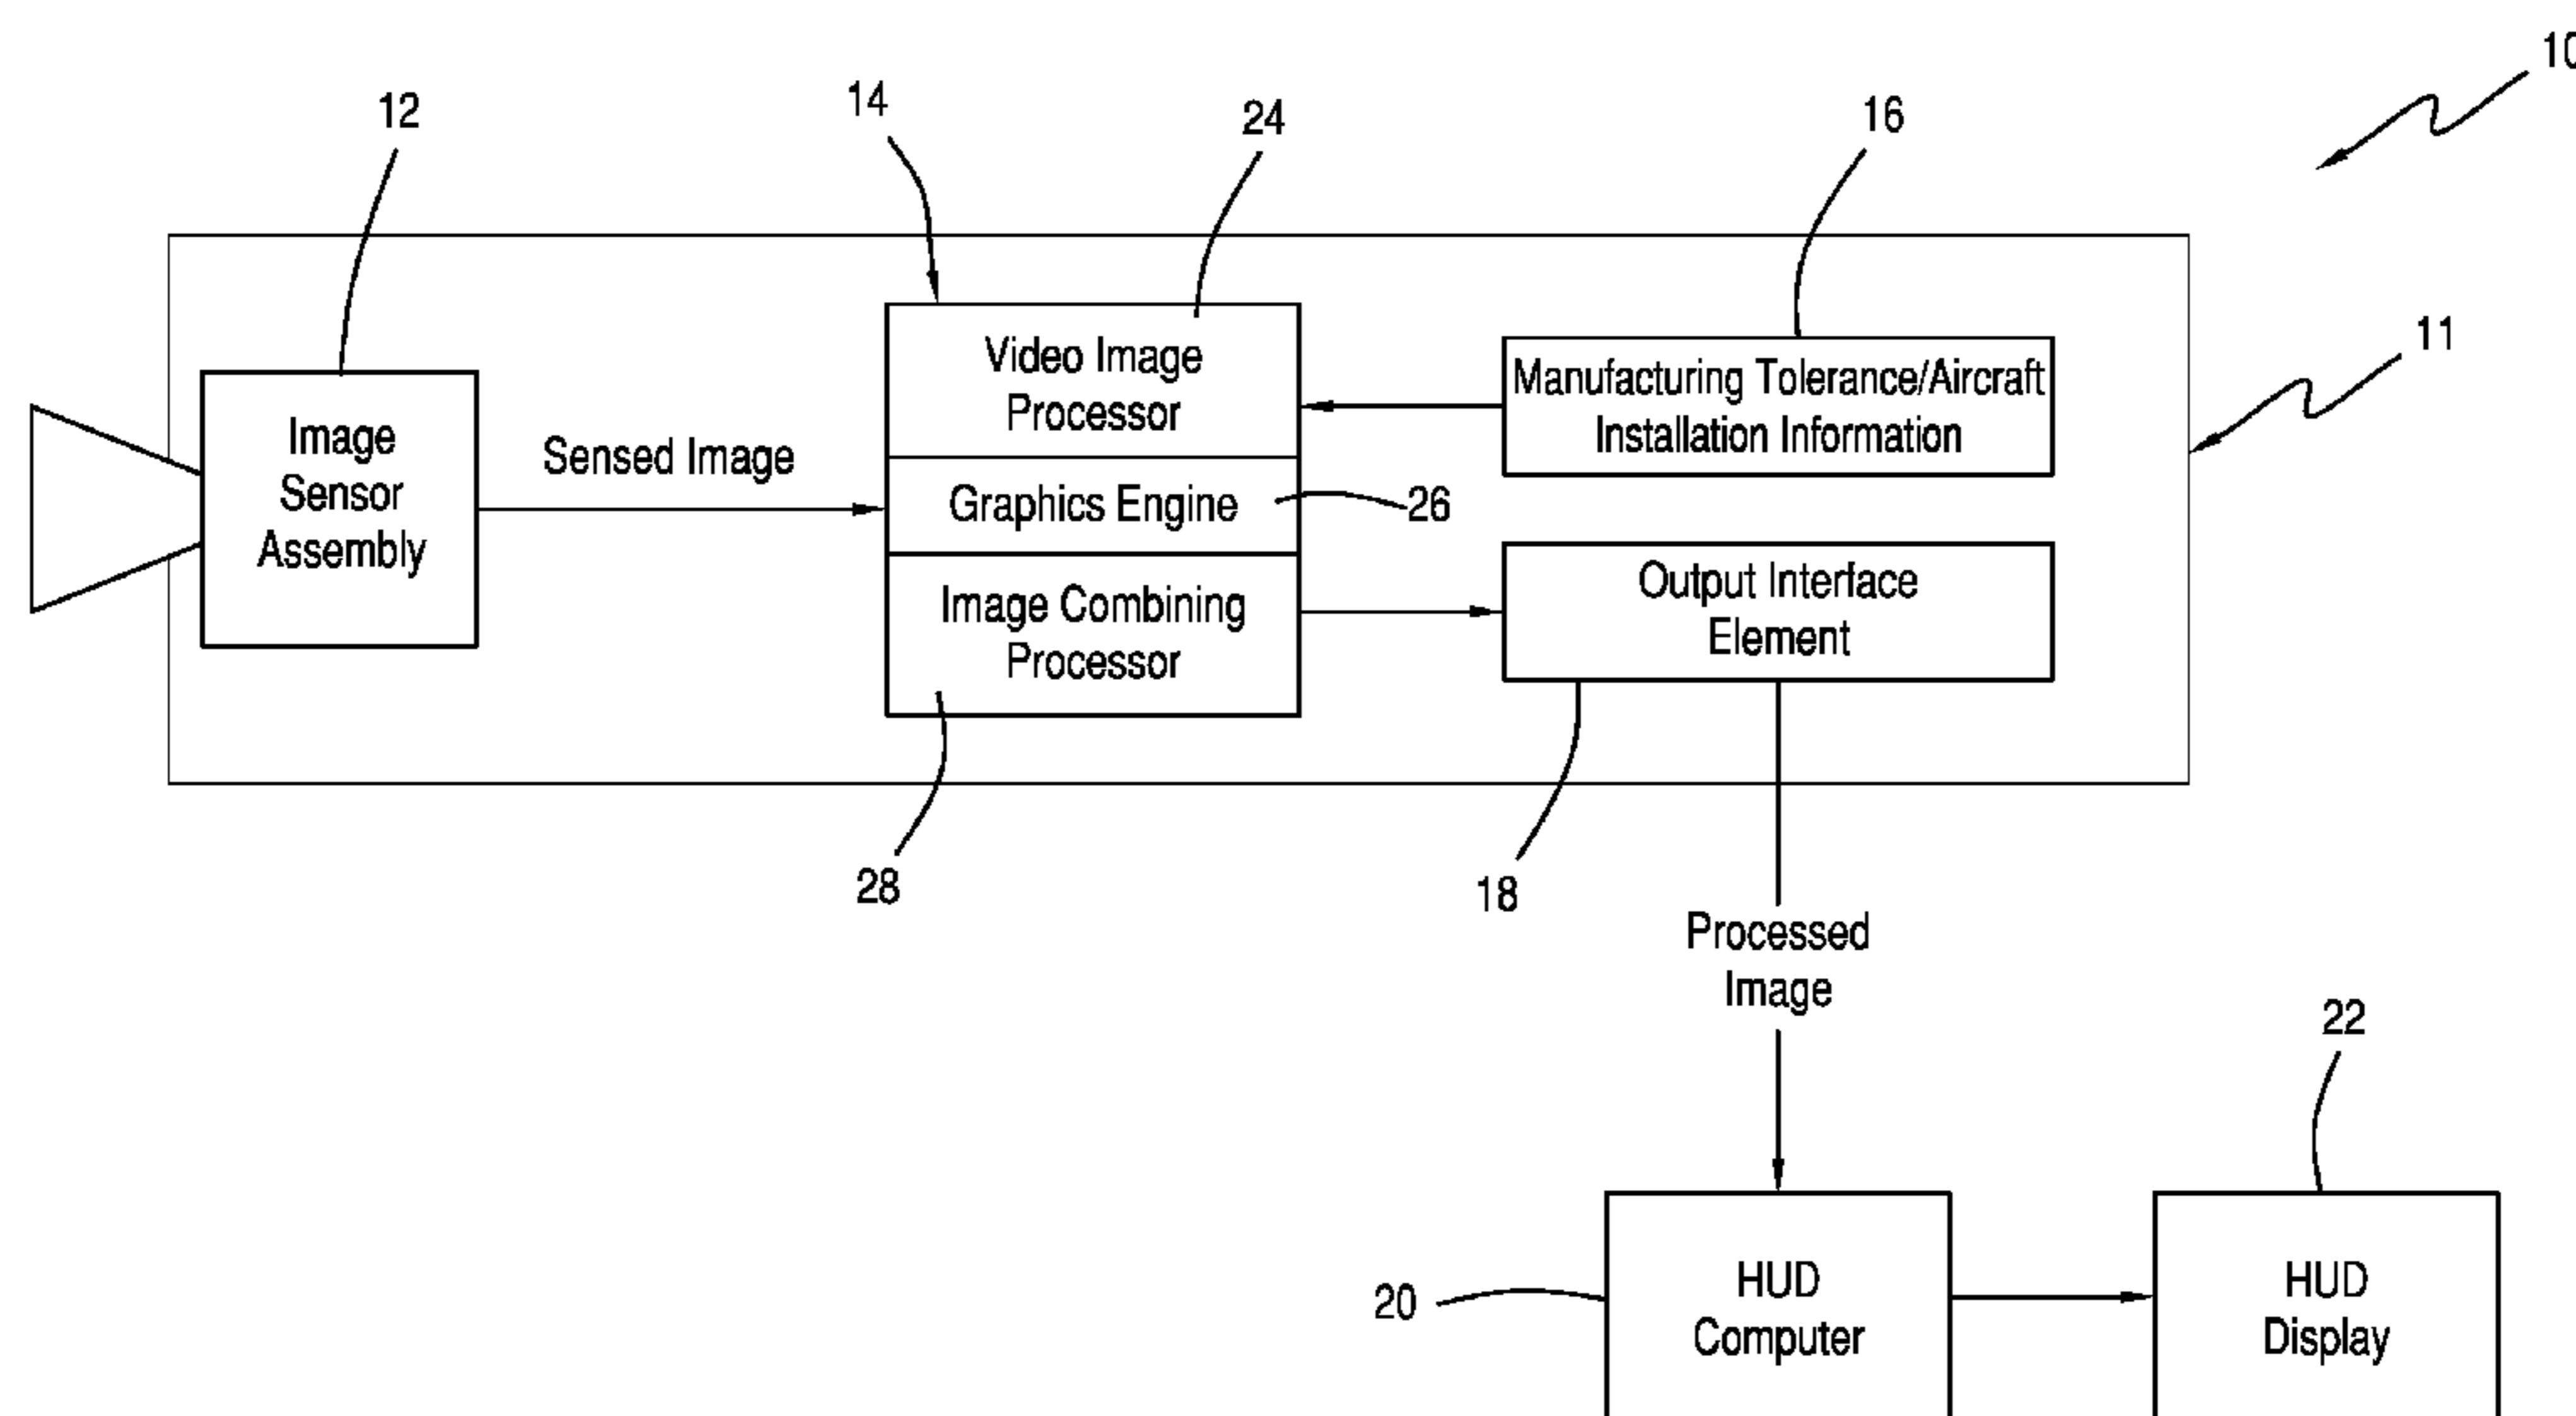 10
12
14
24
16
11
Image
Sensor
Assembly
Sensed Image
Video Image
Processor
Graphics Engine
26
Image Combining
Processor
Manufacturing Tolerance/Aircraft
Installation Information
Output Interface
Element
28
18
Processed
Image
22
20
HUD
Computer
HUD
Display